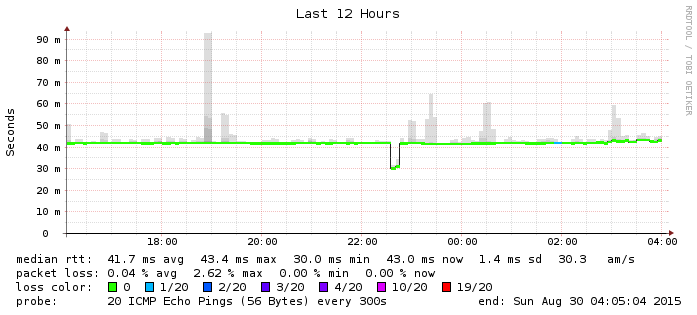 Last 12 Hours
RRDTOOL / TOBI OETIKER
Seconds
90 m
80 m
70 m
60 m
50 m
40 m
30 m
20 m
10 m
0
18:00 20:00 22:00 00:00 02:00 04:00
median rtt: 41.7 ms avg 43.4 ms max 30.0 ms min 43.0 ms now 1.4 ms sd 30.3 am/s
packet loss: 0.04 % avg 2.62 % max 0.00 % min 0.00 % now
loss color: 0 1/20 2/20 3/20 4/20 10/20 19/20
probe: 20 ICMP Echo Pings (56 Bytes) every 300s end: Sun Aug 30 04:05:04 2015